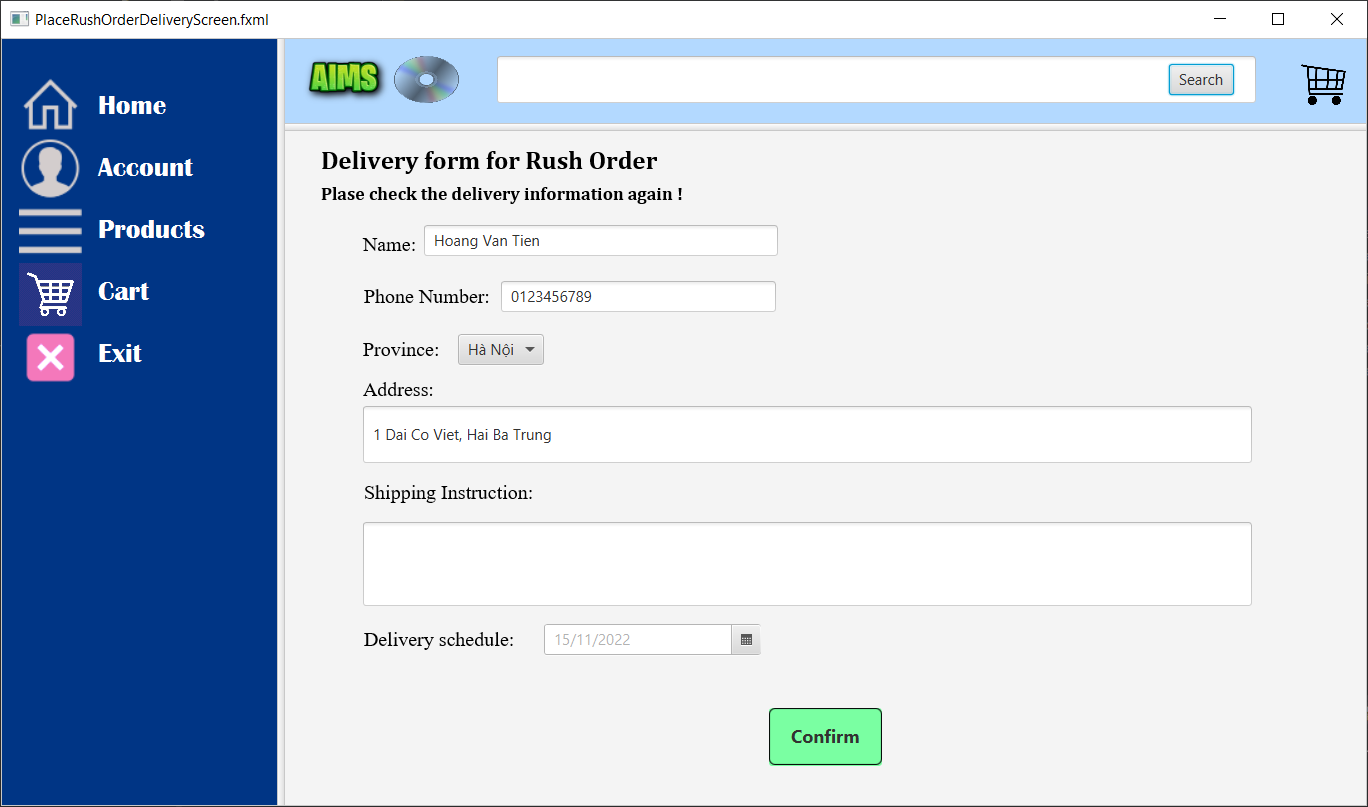 PlaceRushOrderDeliveryScreen.fxml
Home
Account
Products
Cart
Exit
AIMS
Search
Delivery form for Rush Order
Plase check the delivery information again !
Name: Hoang Van Tien
Phone Number: 0123456789
Province: Hà Nội
Address:
1 Dai Co Viet, Hai Ba Trung
Shipping Instruction:
Delivery schedule: 15/11/2022
Confirm